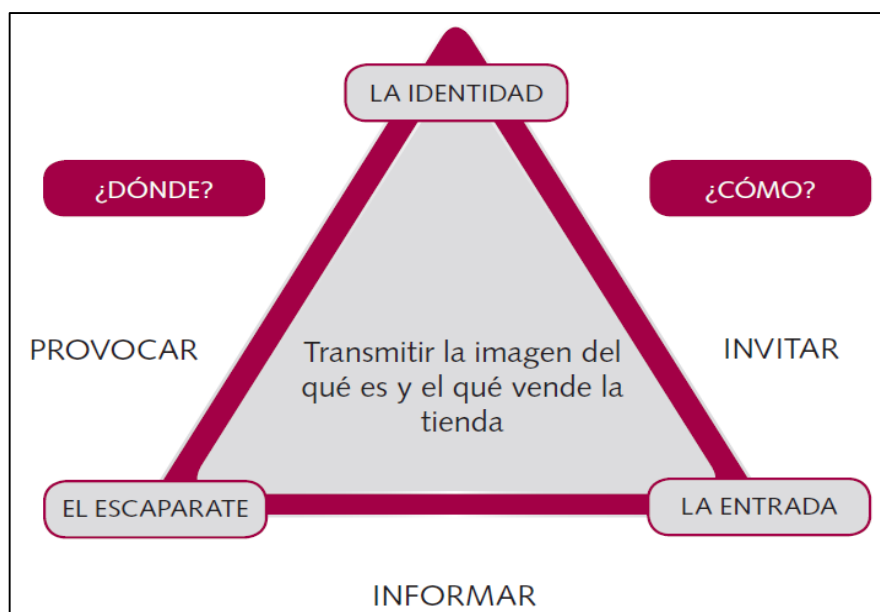 LA IDENTIDAD
¿DÓNDE?
¿CÓMO?
PROVOCAR
INVITAR
Transmitir la imagen del
qué es y el qué vende la
tienda
EL ESCAPARATE
LA ENTRADA
INFORMAR